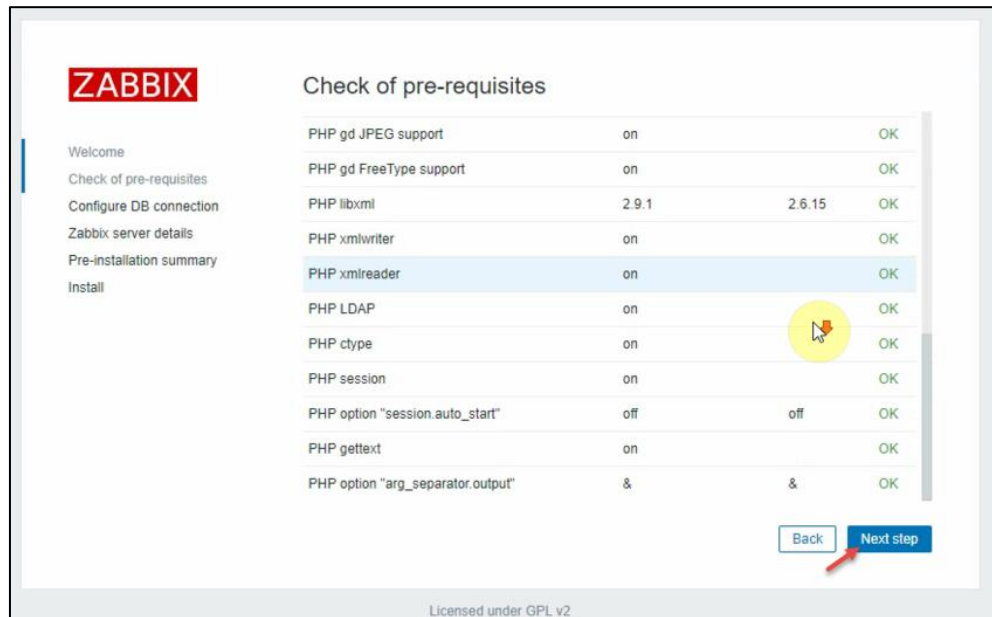 ZABBIX
Welcome
Check of pre-requisites
Configure DB connection
Zabbix server details
Pre-installation summary
Install
Check of pre-requisites
PHP gd JPEG support on OK
PHP gd FreeType support on OK
PHP libxml 2.9.1 2.6.15 OK
PHP xmlwriter on OK
PHP xmlreader on OK
PHP LDAP on OK
PHP ctype on OK
PHP session on OK
PHP option "session.auto_start" off off OK
PHP gettext on OK
PHP option "arg_separator.output" & & OK
Back Next step
Licensed under GPL v2